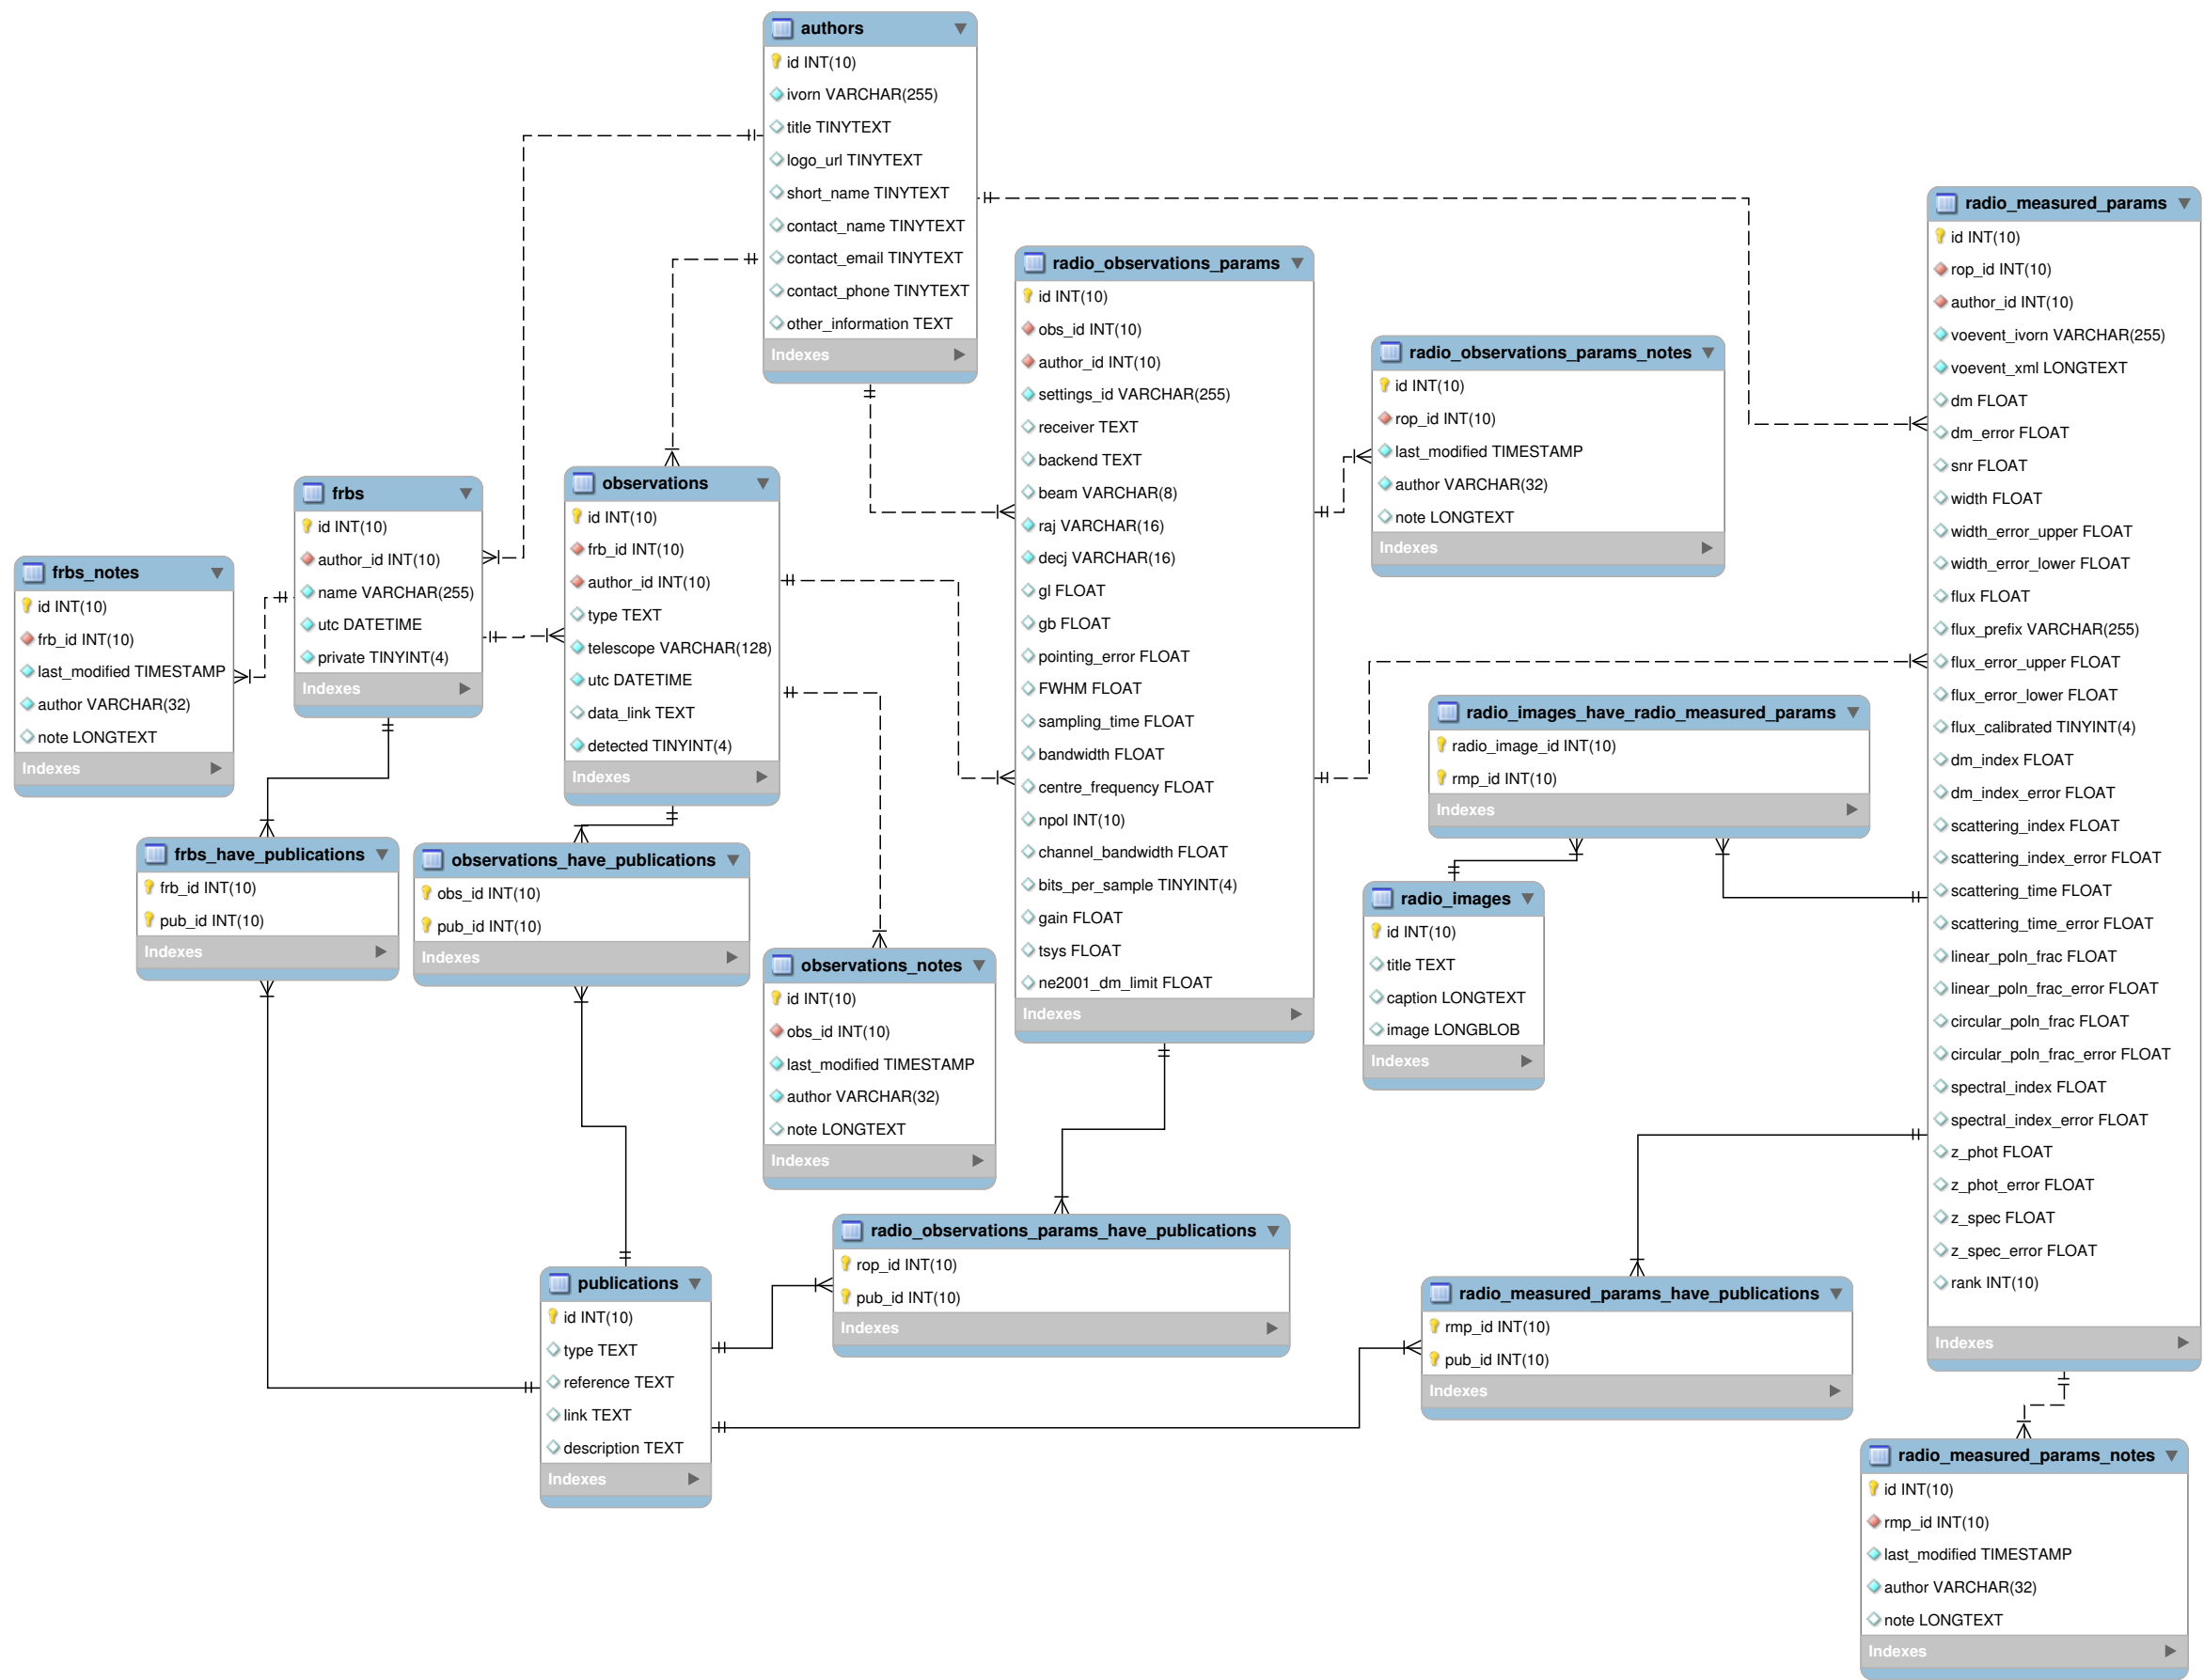 authors
id INT(10)
ivorn VARCHAR(255)
title TINYTEXT
logo_url TINYTEXT
short_name TINYTEXT
contact_name TINYTEXT
contact_email TINYTEXT
contact_phone TINYTEXT
other_information TEXT
Indexes
radio_measured_params
id INT(10)
rop_id INT(10)
author_id INT(10)
voevent_ivorn VARCHAR(255)
voevent_xml LONGTEXT
dm FLOAT
dm_error FLOAT
snr FLOAT
width FLOAT
width_error_upper FLOAT
width_error_lower FLOAT
flux FLOAT
flux_prefix VARCHAR(255)
flux_error_upper FLOAT
flux_error_lower FLOAT
flux_calibrated TINYINT(4)
dm_index FLOAT
dm_index_error FLOAT
scattering_index FLOAT
scattering_index_error FLOAT
scattering_time FLOAT
scattering_time_error FLOAT
linear_poln_frac FLOAT
linear_poln_frac_error FLOAT
circular_poln_frac FLOAT
circular_poln_frac_error FLOAT
spectral_index FLOAT
spectral_index_error FLOAT
z_phot FLOAT
z_phot_error FLOAT
z_spec FLOAT
z_spec_error FLOAT
rank INT(10)
Indexes
radio_observations_params
id INT(10)
obs_id INT(10)
author_id INT(10)
settings_id VARCHAR(255)
receiver TEXT
backend TEXT
beam VARCHAR(8)
raj VARCHAR(16)
decj VARCHAR(16)
gl FLOAT
gb FLOAT
pointing_error FLOAT
FWHM FLOAT
sampling_time FLOAT
bandwidth FLOAT
centre_frequency FLOAT
npol INT(10)
channel_bandwidth FLOAT
bits_per_sample TINYINT(4)
gain FLOAT
tsys FLOAT
ne2001_dm_limit FLOAT
Indexes
radio_observations_params_notes
id INT(10)
rop_id INT(10)
last_modified TIMESTAMP
author VARCHAR(32)
note LONGTEXT
Indexes
observations
id INT(10)
frb_id INT(10)
author_id INT(10)
type TEXT
telescope VARCHAR(128)
utc DATETIME
data_link TEXT
detected TINYINT(4)
Indexes
frbs
id INT(10)
author_id INT(10)
name VARCHAR(255)
utc DATETIME
private TINYINT(4)
Indexes
frbs_notes
id INT(10)
frb_id INT(10)
last_modified TIMESTAMP
author VARCHAR(32)
note LONGTEXT
Indexes
radio_images_have_radio_measured_params
radio_image_id INT(10)
rmp_id INT(10)
Indexes
frbs_have_publications
frb_id INT(10)
pub_id INT(10)
Indexes
observations_have_publications
obs_id INT(10)
pub_id INT(10)
Indexes
radio_images
id INT(10)
title TEXT
caption LONGTEXT
image LONGBLOB
Indexes
observations_notes
id INT(10)
obs_id INT(10)
last_modified TIMESTAMP
author VARCHAR(32)
note LONGTEXT
Indexes
radio_observations_params_have_publications
rop_id INT(10)
pub_id INT(10)
Indexes
publications
id INT(10)
type TEXT
reference TEXT
link TEXT
description TEXT
Indexes
radio_measured_params_have_publications
rmp_id INT(10)
pub_id INT(10)
Indexes
radio_measured_params_notes
id INT(10)
rmp_id INT(10)
last_modified TIMESTAMP
author VARCHAR(32)
note LONGTEXT
Indexes